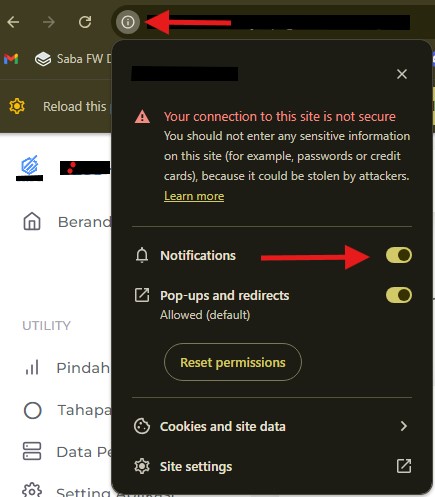 Saba FW D
Reload this
Your connection to this site is not secure
You should not enter any sensitive information
on this site (for example, passwords or credit
cards), because it could be stolen by attackers.
Learn more
Notifications
Pop-ups and redirects
Allowed (default)
Reset permissions
Cookies and site data
Site settings
Berand
UTILITY
Pindah
Tahapa
Data Pe
Setting Aplikasi